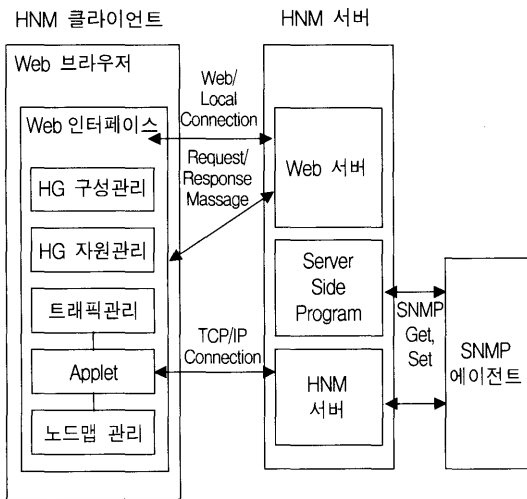 HNM 클라이언트
HNM 서버
Web 브라우저
Web 인터페이스
HG 구성관리
HG 자원관리
트래픽관리
Applet
노드맵 관리
Web/
Local
Connection
Request/
Response
Massage
TCP/IP
Connection
Web 서버
Server
Side
Program
HNM
서버
SNMP
Get,
Set
SNMP
에이전트